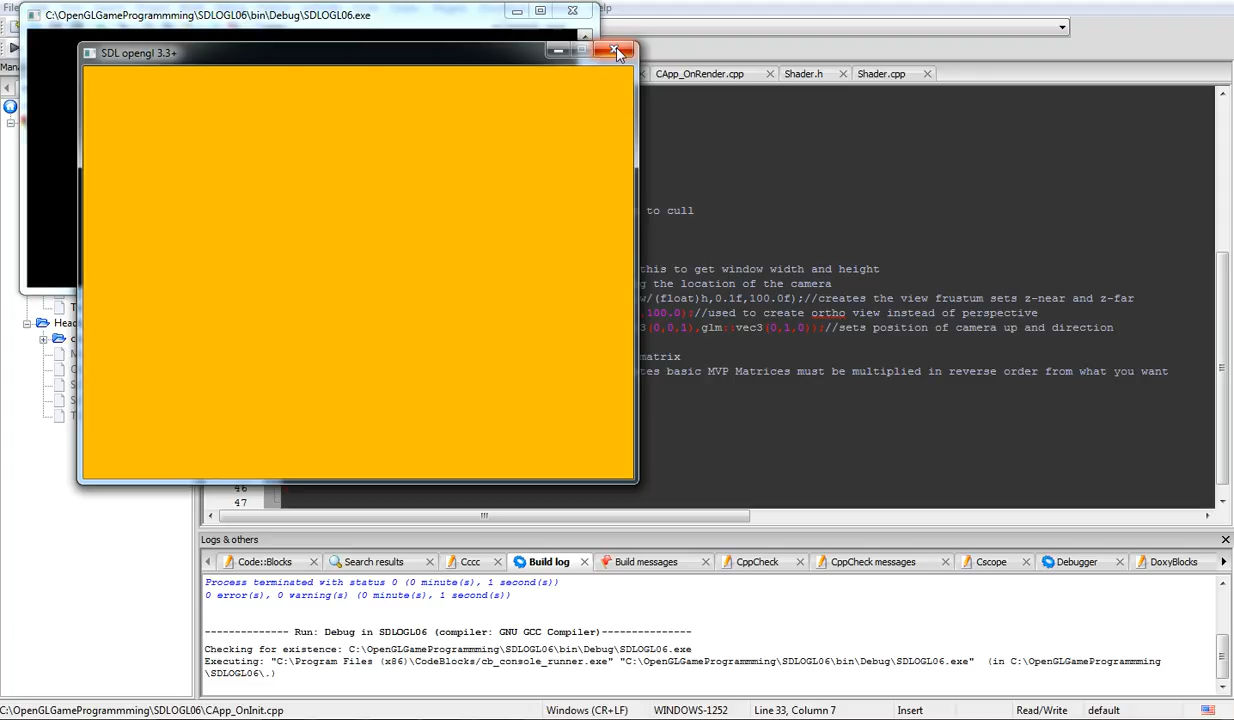 C:\OpenGLGameProgrammming\SDLOGL06\bin\Debug\SDLOGL06.exe
SDL opengl 3.3+
CApp_OnRender.cpp
Shader.h
Shader.cpp
to cull
this to get window width and height
g the location of the camera
w/(float)h,0.1f,100.0f);//creates the view frustum sets z-near and z-far
,100.0);//used to create ortho view instead of perspective
3(0,0,1),glm::vec3(0,1,0));//sets position of camera up and direction
matrix
tes basic MVP Matrices must be multiplied in reverse order from what you want
46
47
Logs & others
Code::Blocks
Search results
Cccc
Build log
Build messages
CppCheck
CppCheck messages
Cscope
Debugger
DoxyBlocks
Process terminated with status 0 (0 minute(s), 1 second(s))
0 error(s), 0 warning(s) (0 minute(s), 1 second(s))
-------------- Run: Debug in SDLOGL06 (compiler: GNU GCC Compiler)---------------
Checking for existence: C:\OpenGLGameProgrammming\SDLOGL06\bin\Debug\SDLOGL06.exe
Executing: "C:\Program Files (x86)\CodeBlocks/cb_console_runner.exe" "C:\OpenGLGameProgrammming\SDLOGL06\bin\Debug\SDLOGL06.exe"  (in C:\OpenGLGameProgrammming
\SDLOGL06\.)
C:\OpenGLGameProgrammming\SDLOGL06\CApp_OnInit.cpp
Windows (CR+LF)
WINDOWS-1252
Line 33, Column 7
Insert
Read/Write
default